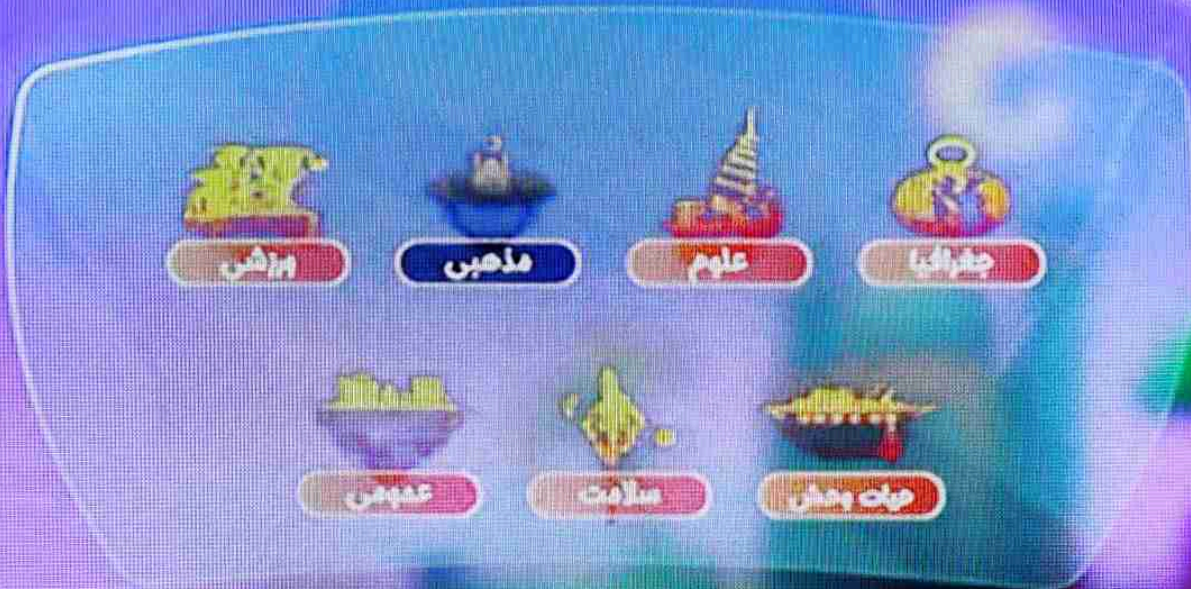 جغرافیا
علوم
مذهبی
ورزشی
حیات وحش
سلامت
عمومی